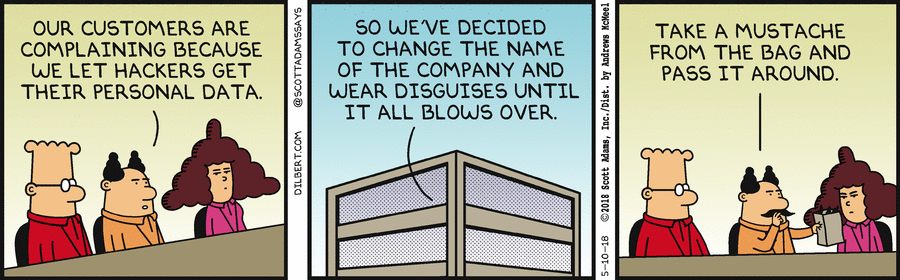 OUR CUSTOMERS ARE
COMPLAINING BECAUSE
WE LET HACKERS GET
THEIR PERSONAL DATA.
DILBERT.COM
@SCOTTADAMSSAYS
SO WE'VE DECIDED
TO CHANGE THE NAME
OF THE COMPANY AND
WEAR DISGUISES UNTIL
IT ALL BLOWS OVER.
5-10-18 ©2018 Scott Adams, Inc./Dist. by Andrews McMeel
TAKE A MUSTACHE
FROM THE BAG AND
PASS IT AROUND.